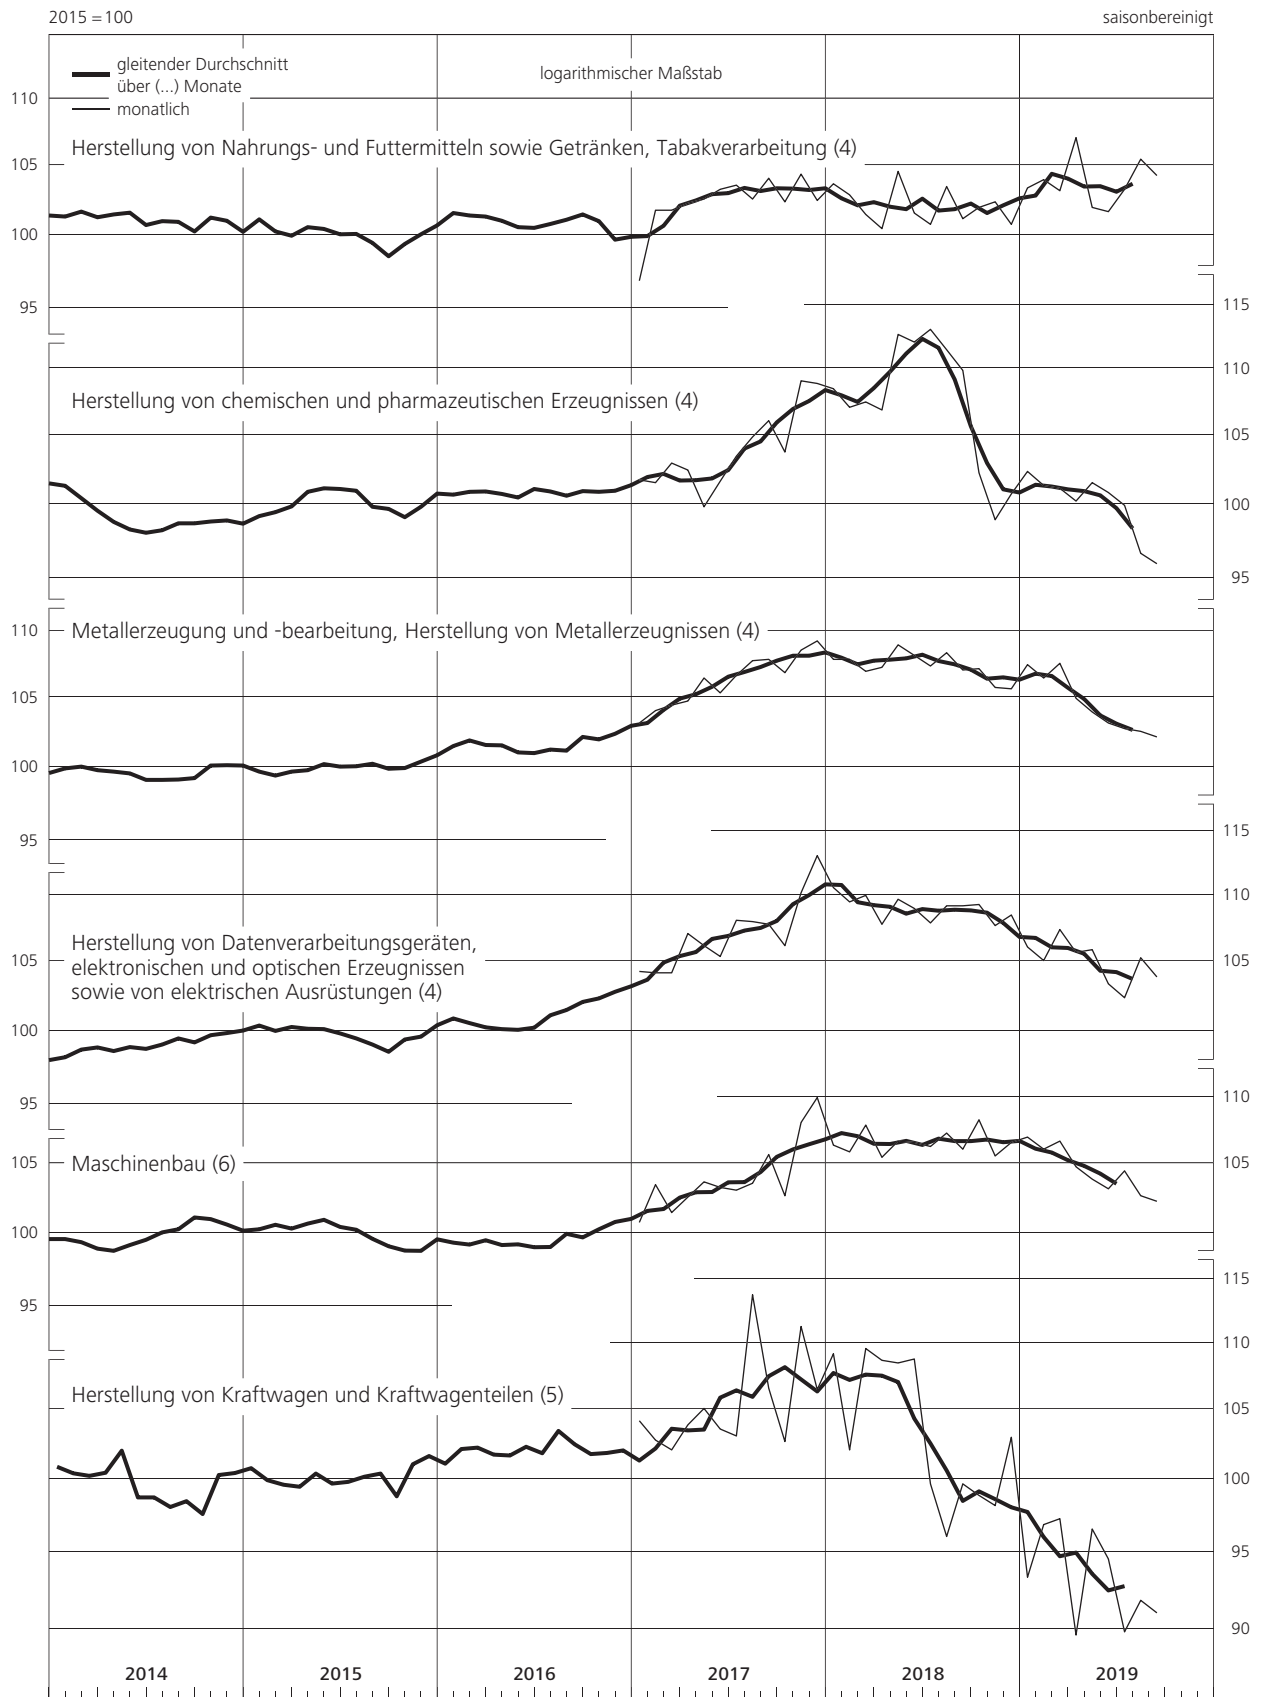 2015 = 100
saisonbereinigt
gleitender Durchschnitt
über (...) Monate
monatlich
logarithmischer Maßstab
110
Herstellung von Nahrungs- und Futtermitteln sowie Getränken, Tabakverarbeitung (4)
105
100
95
115
110
Herstellung von chemischen und pharmazeutischen Erzeugnissen (4)
105
100
95
110
Metallerzeugung und -bearbeitung, Herstellung von Metallerzeugnissen (4)
105
100
95
115
110
Herstellung von Datenverarbeitungsgeräten,
elektronischen und optischen Erzeugnissen
sowie von elektrischen Ausrüstungen (4)
105
105
100
95
110
105
Maschinenbau (6)
105
100
95
115
110
Herstellung von Kraftwagen und Kraftwagenteilen (5)
105
100
95
90
2014 2015 2016 2017 2018 2019